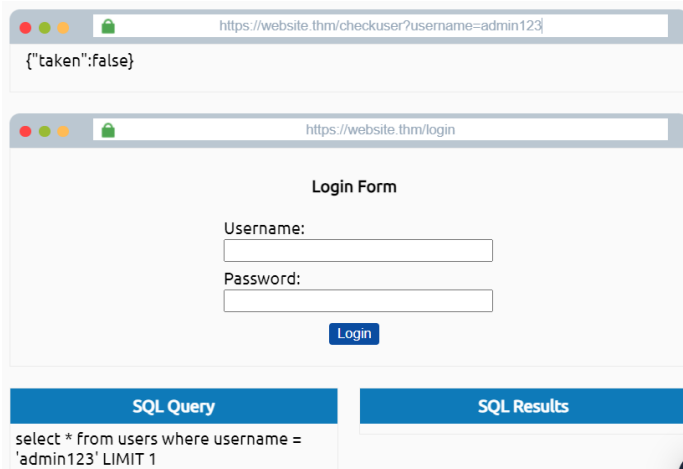 https://website.thm/checkuser?username=admin123
{"taken":false}
https://website.thm/login
Login Form
Username:
Password:
Login
SQL Query
SQL Results
select * from users where username =
'admin123' LIMIT 1